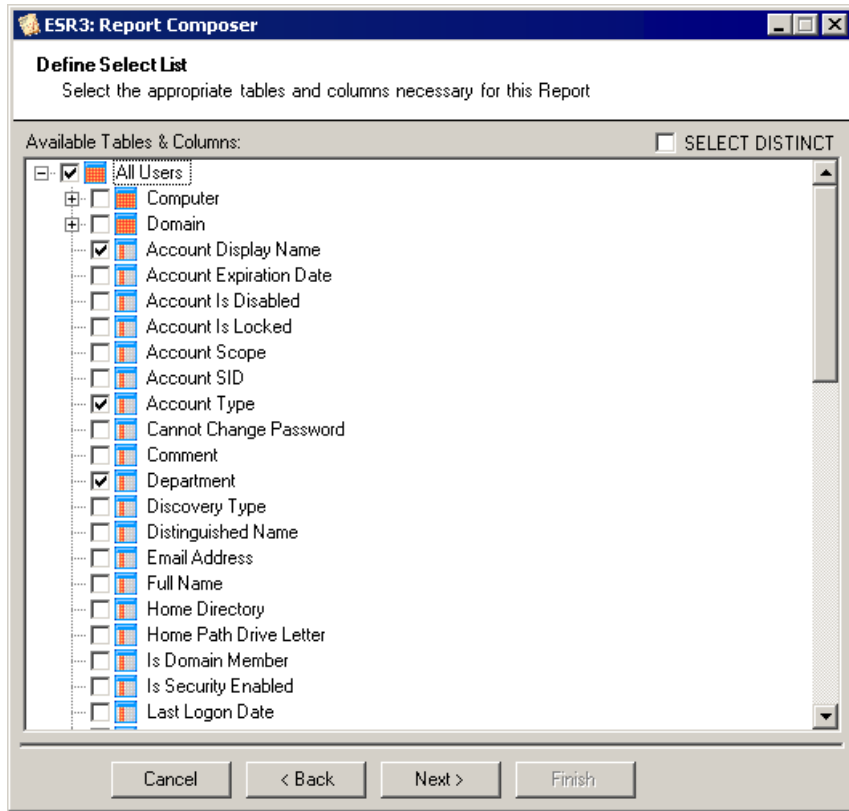 ESR3: Report Composer
Define Select List
Select the appropriate tables and columns necessary for this Report
Available Tables & Columns: SELECT DISTINCT
All Users
Computer
Domain
Account Display Name
Account Expiration Date
Account Is Disabled
Account Is Locked
Account Scope
Account SID
Account Type
Cannot Change Password
Comment
Department
Discovery Type
Distinguished Name
Email Address
Full Name
Home Directory
Home Path Drive Letter
Is Domain Member
Is Security Enabled
Last Logon Date
Cancel < Back Next > Finish